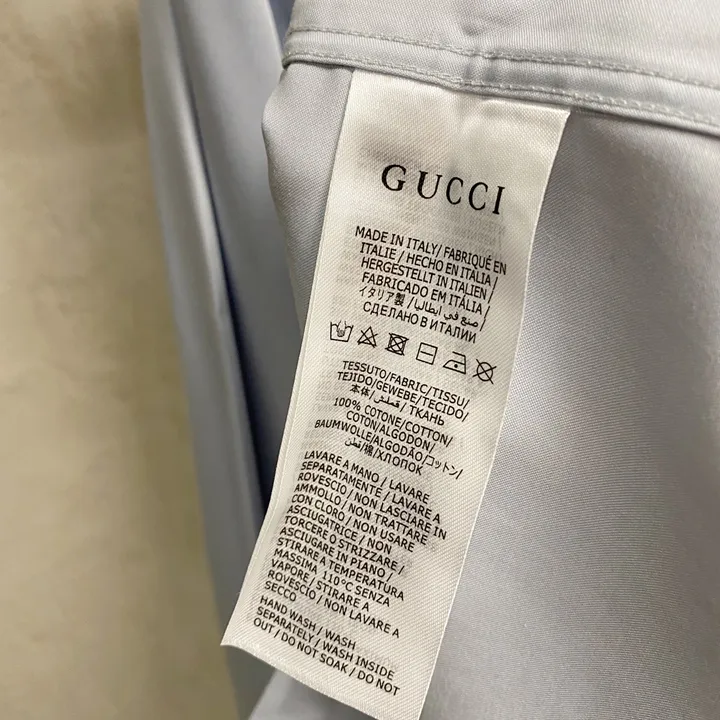 GUCCI
MADE IN ITALY/ FABRIQUÉ EN
ITALIE / HECHO EN ITALIA /
HERGESTELLT IN ITALIEN/
FABRICADO EM ITÁLIA /
イタリア製 / صنع في ايطاليا /
СДЕЛАНО В ИТАЛИИ
TESSUTO/FABRIC/TISSU/
TEJIDO/GEWEBE/TECIDO/
本体/قماش/ ТКАНЬ
100% COTONE/COTTON/
COTON/ALGODON/
BAUMWOLLE/ALGODÃO/コットン/
قطن/棉/ХЛОПОК
LAVARE A MANO / LAVARE
SEPARATAMENTE / LAVARE A
ROVESCIO / NON LASCIARE IN
AMMOLLO / NON TRATTARE
CON CLORO / NON USARE
ASCIUGATRICE / NON
TORCERE O STRIZZARE /
ASCIUGARE IN PIANO /
STIRARE A TEMPERATURA
MASSIMA 110°C SENZA
VAPORE / STIRARE A
ROVESCIO / NON LAVARE A
SECCO
HAND WASH / WASH
SEPARATELY / WASH INSIDE
OUT / DO NOT SOAK / DO NOT